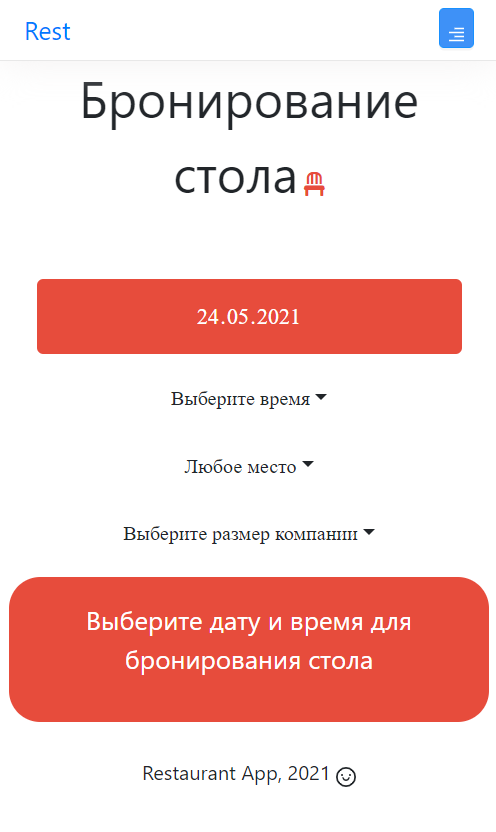 Rest
Бронирование
стола
24.05.2021
Выберите время
Любое место
Выберите размер компании
Выберите дату и время для
бронирования стола
Restaurant App, 2021